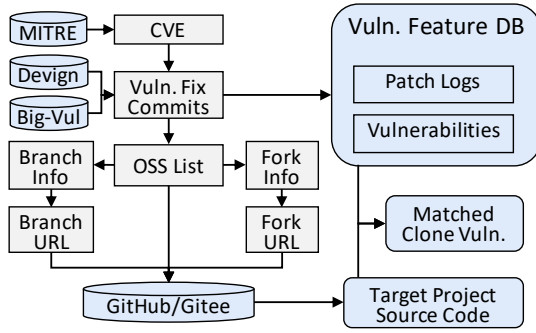 MITRE
CVE
Vuln. Feature DB
Devign
Vuln. Fix
Commits
Patch Logs
Big-Vul
Vulnerabilities
Branch
Info
OSS List
Fork
Info
Branch
URL
Fork
URL
Matched
Clone Vuln.
GitHub/Gitee
Target Project
Source Code